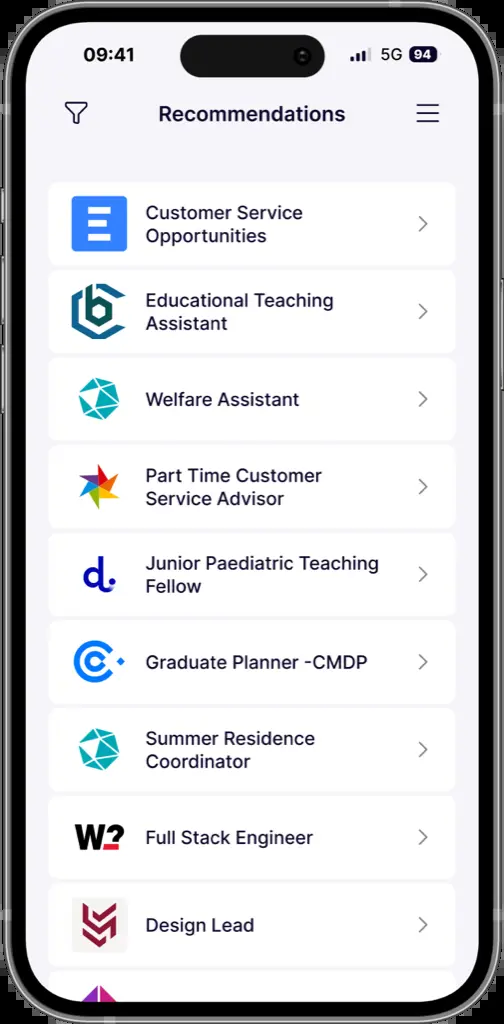 09:41 5G 94
Recommendations
Customer Service
Opportunities
Educational Teaching
Assistant
Welfare Assistant
Part Time Customer
Service Advisor
d.
Junior Paediatric Teaching
Fellow
Graduate Planner -CMDP
Summer Residence
Coordinator
W?
Full Stack Engineer
Design Lead